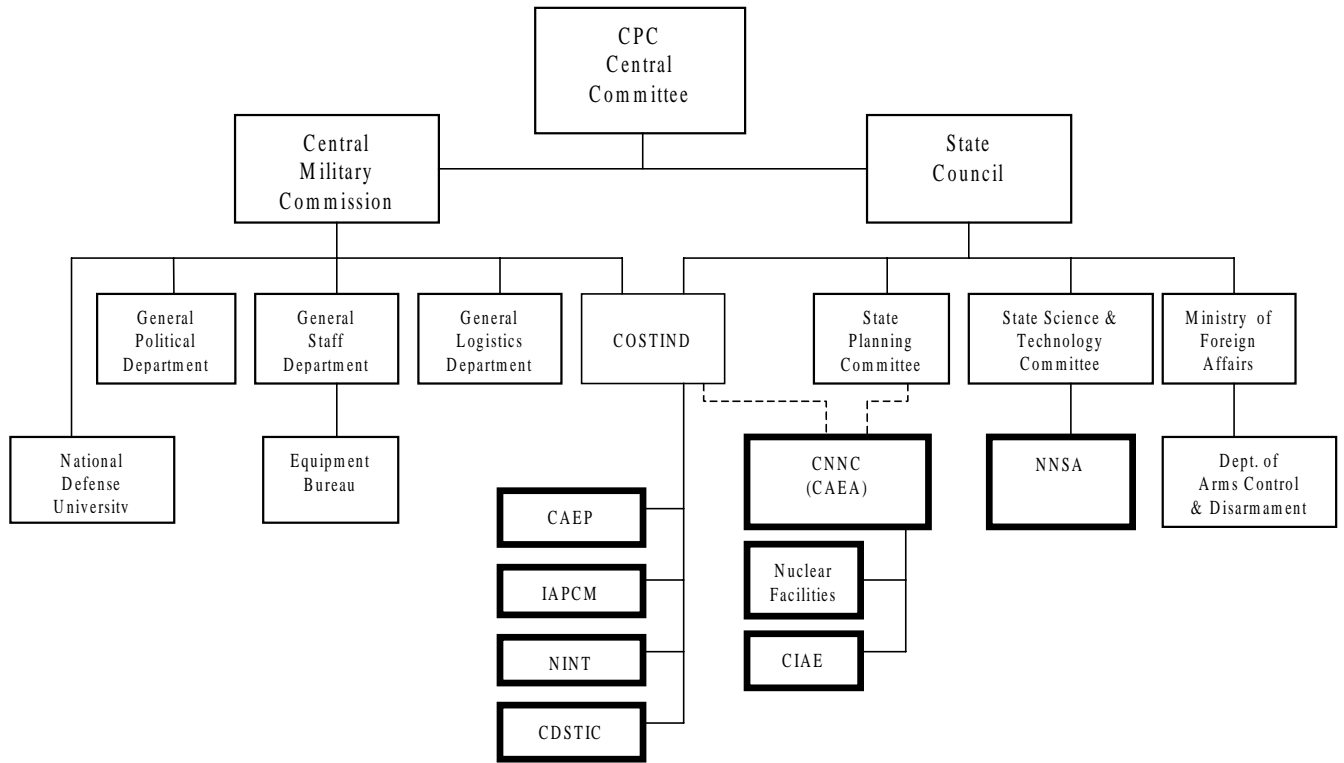 CPC
Central
Committee
Central
Military
Commission
State
Council
General
Political
Department
General
Staff
Department
General
Logistics
Department
COSTIND
State
Planning
Committee
State Science &
Technology
Committee
Ministry of
Foreign
Affairs
National
Defense
University
Equipment
Bureau
CNNC
(CAEA)
NNSA
Dept. of
Arms Control
& Disarmament
CAEP
Nuclear
Facilities
IAPCM
NINT
CIAE
CDSTIC